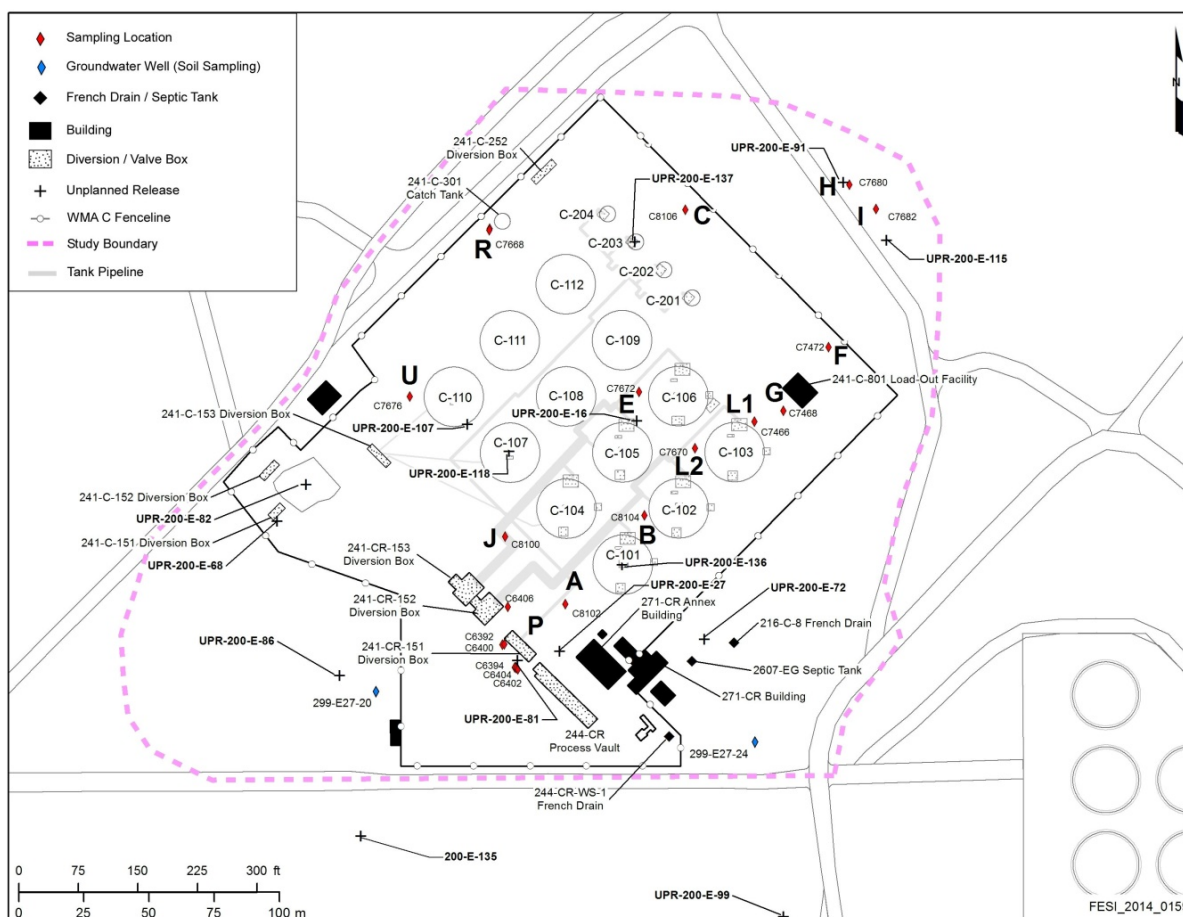 Sampling Location
Groundwater Well (Soil Sampling)
French Drain / Septic Tank
Building
Diversion / Valve Box
Unplanned Release
WMA C Fenceline
Study Boundary
Tank Pipeline
N
241-C-252
Diversion Box
241-C-301
Catch Tank
UPR-200-E-137
UPR-200-E-91
H
C7680
I
C7682
UPR-200-E-115
C-204
C8106
C
C-203
R
C7668
C-202
C-201
C-112
C-111
C-109
C7472
F
241-C-801 Load-Out Facility
U
C7676
C-110
C-108
C7672
E
C-106
L1
G
C7468
C7466
241-C-153 Diversion Box
UPR-200-E-107
UPR-200-E-16
C-107
UPR-200-E-118
C-105
C7670
L2
C-103
241-C-152 Diversion Box
UPR-200-E-82
241-C-151 Diversion Box
UPR-200-E-68
C-104
C8104
C-102
B
J
C8100
C-101
241-CR-153
Diversion Box
UPR-200-E-136
UPR-200-E-27
UPR-200-E-72
241-CR-152
Diversion Box
C6406
A
C8102
271-CR Annex
Building
216-C-8 French Drain
P
C6392
C6400
241-CR-151
Diversion Box
UPR-200-E-86
2607-EG Septic Tank
C6394
C6404
C6402
299-E27-20
271-CR Building
UPR-200-E-81
244-CR
Process Vault
299-E27-24
244-CR-WS-1
French Drain
200-E-135
UPR-200-E-99
0 75 150 225 300 ft
0 25 50 75 100 m